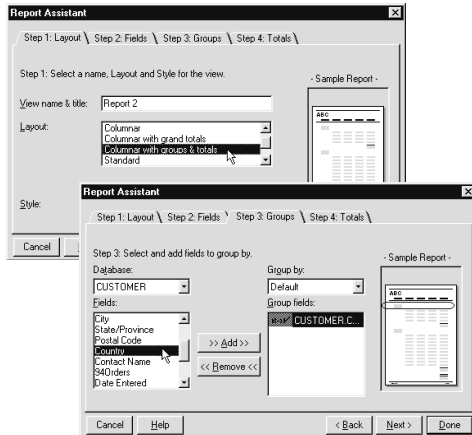 Report Assistant
Step 1: Layout \ Step 2: Fields \ Step 3: Groups \ Step 4: Totals
Step 1: Select a name, Layout and Style for the view.
- Sample Report -
View name & title:
Report 2
ABC
Layout:
Columnar
Columnar with grand totals
Columnar with groups & totals
Standard
Style:
Cancel
Report Assistant
Step 1: Layout \ Step 2: Fields \ Step 3: Groups \ Step 4: Totals
Step 3: Select and add fields to group by.
- Sample Report -
Database:
CUSTOMER
Group by:
Default
Fields:
City
State/Province
Postal Code
Country
Contact Name
940rders
Date Entered
>> Add >>
<< Remove <<
Group fields:
CUSTOMER.C...
ABC
Cancel
Help
< Back
Next >
Done